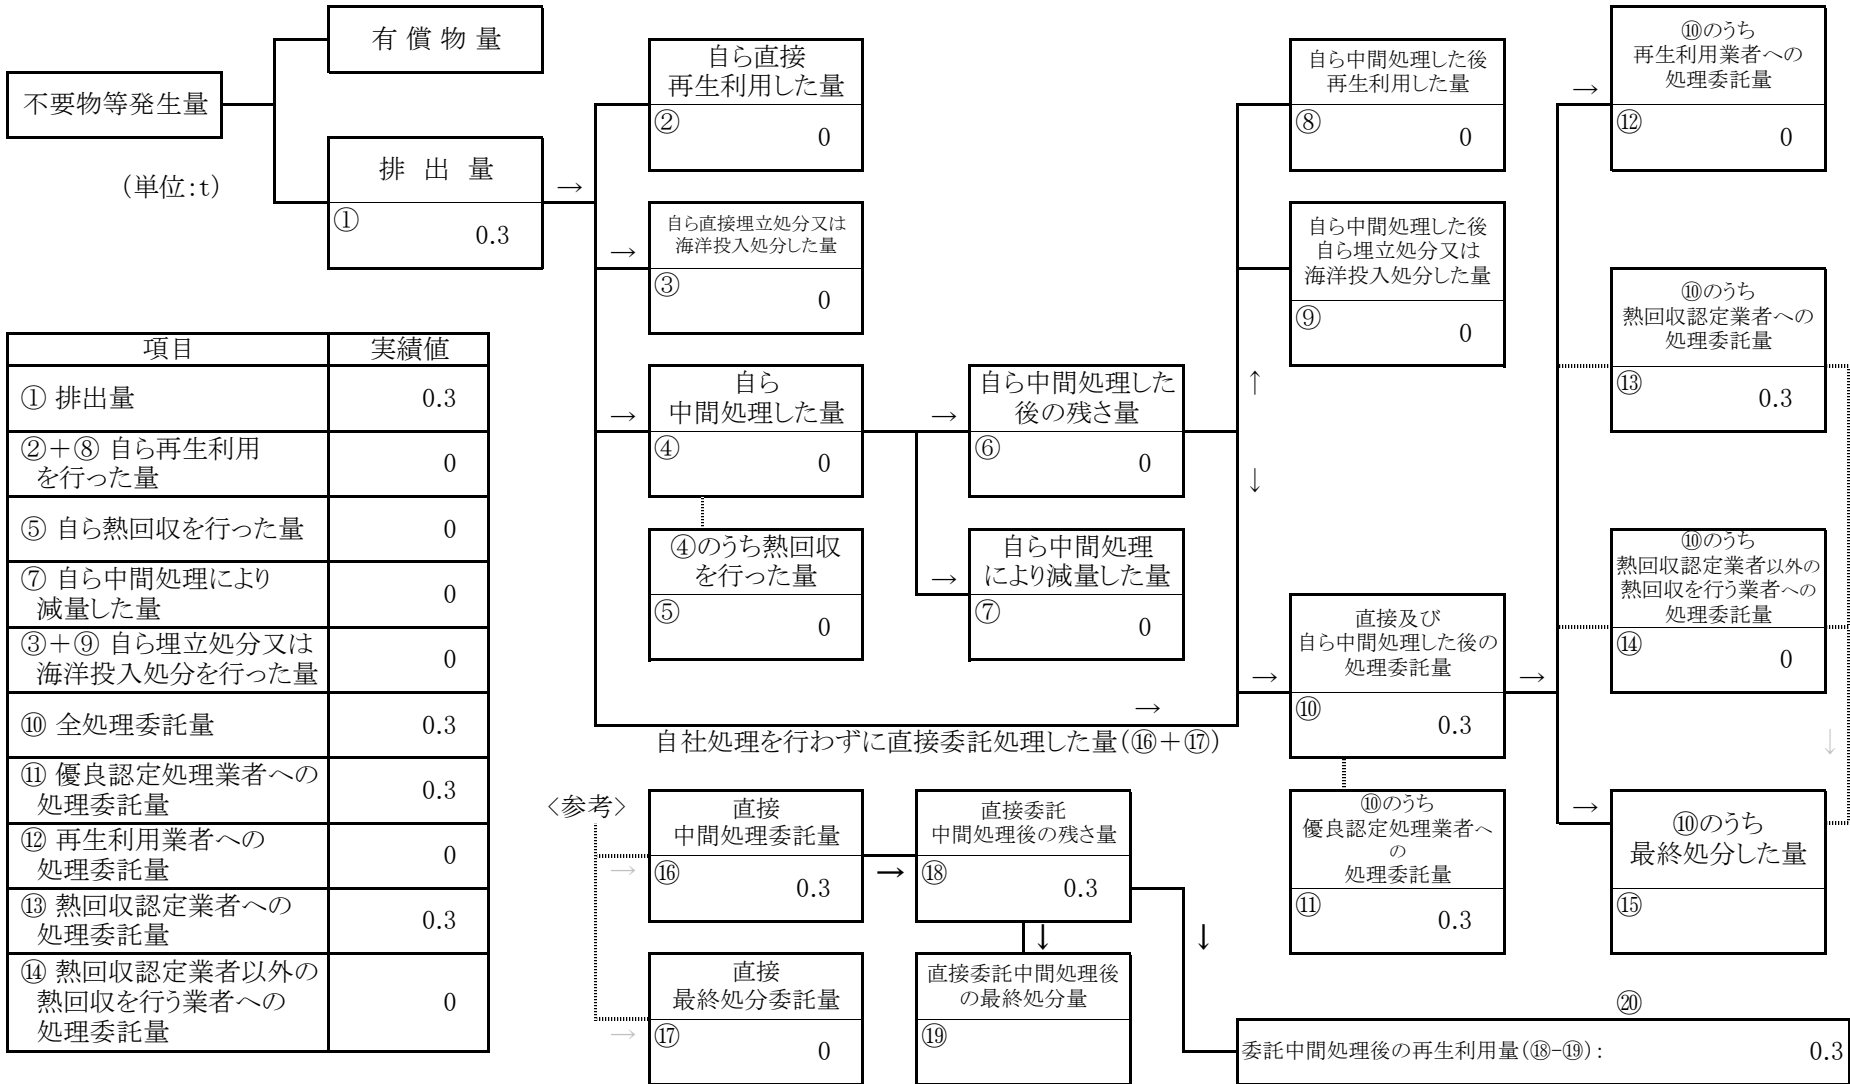 有 償 物 量
不要物等発生量
(単位:t)
排 出 量
①
0.3
→
自ら直接
再生利用した量
②
0
→
自ら直接埋立処分又は
海洋投入処分した量
③
0
→
自ら
中間処理した量
④
0
④のうち熱回収
を行った量
⑤
0
→
自ら中間処理した
後の残さ量
⑥
0
→
自ら中間処理
により減量した量
⑦
0
自ら中間処理した後
再生利用した量
⑧
0
自ら中間処理した後
自ら埋立処分又は
海洋投入処分した量
⑨
0
↑
↓
→
自社処理を行わずに直接委託処理した量(⑯+⑰)
→
直接及び
自ら中間処理した後の
処理委託量
⑩
0.3
→
⑩のうち
優良認定処理業者へ
の
処理委託量
⑪
0.3
→
⑩のうち
再生利用業者への
処理委託量
⑫
0
⑩のうち
熱回収認定業者への
処理委託量
⑬
0.3
⑩のうち
熱回収認定業者以外の
熱回収を行う業者への
処理委託量
⑭
0
↓
→
⑩のうち
最終処分した量
⑮
項目 実績値
① 排出量 0.3
②+⑧ 自ら再生利用
を行った量 0
⑤ 自ら熱回収を行った量 0
⑦ 自ら中間処理により
減量した量 0
③+⑨ 自ら埋立処分又は
海洋投入処分を行った量 0
⑩ 全処理委託量 0.3
⑪ 優良認定処理業者への
処理委託量 0.3
⑫ 再生利用業者への
処理委託量 0
⑬ 熱回収認定業者への
処理委託量 0.3
⑭ 熱回収認定業者以外の
熱回収を行う業者への
処理委託量 0
<参考>
→
直接
中間処理委託量
⑯
0.3
→
直接委託
中間処理後の残さ量
⑱
0.3
↓
↓
→
直接
最終処分委託量
⑰
0
直接委託中間処理後
の最終処分量
⑲
⑳
委託中間処理後の再生利用量(⑱-⑲): 0.3